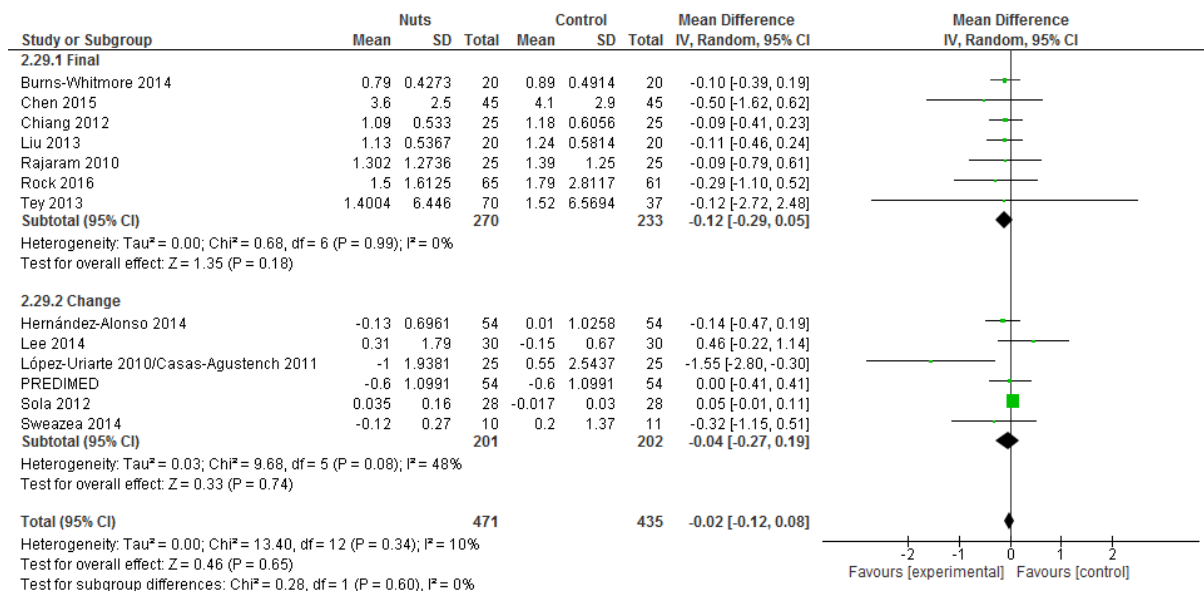 Nuts Control Mean Difference Mean Difference
Study or Subgroup Mean SD Total Mean SD Total IV, Random, 95% CI IV, Random, 95% CI
2.29.1 Final
Burns-Whitmore 2014 0.79 0.4273 20 0.89 0.4914 20 -0.10 [-0.39, 0.19]
Chen 2015 3.6 2.5 45 4.1 2.9 45 -0.50 [-1.62, 0.62]
Chiang 2012 1.09 0.533 25 1.18 0.6056 25 -0.09 [-0.41, 0.23]
Liu 2013 1.13 0.5367 20 1.24 0.5814 20 -0.11 [-0.46, 0.24]
Rajaram 2010 1.302 1.2736 25 1.39 1.25 25 -0.09 [-0.79, 0.61]
Rock 2016 1.5 1.6125 65 1.79 2.8117 61 -0.29 [-1.10, 0.52]
Tey 2013 1.4004 6.446 70 1.52 6.5694 37 -0.12 [-2.72, 2.48]
Subtotal (95% CI) 270 233 -0.12 [-0.29, 0.05]
Heterogeneity: Tau² = 0.00; Chi² = 0.68, df = 6 (P = 0.99); I² = 0%
Test for overall effect: Z = 1.35 (P = 0.18)
2.29.2 Change
Hernández-Alonso 2014 -0.13 0.6961 54 0.01 1.0258 54 -0.14 [-0.47, 0.19]
Lee 2014 0.31 1.79 30 -0.15 0.67 30 0.46 [-0.22, 1.14]
López-Uriarte 2010/Casas-Agustench 2011 -1 1.9381 25 0.55 2.5437 25 -1.55 [-2.80, -0.30]
PREDIMED -0.6 1.0991 54 -0.6 1.0991 54 0.00 [-0.41, 0.41]
Sola 2012 0.035 0.16 28 -0.017 0.03 28 0.05 [-0.01, 0.11]
Sweazea 2014 -0.12 0.27 10 0.2 1.37 11 -0.32 [-1.15, 0.51]
Subtotal (95% CI) 201 202 -0.04 [-0.27, 0.19]
Heterogeneity: Tau² = 0.03; Chi² = 9.68, df = 5 (P = 0.08); I² = 48%
Test for overall effect: Z = 0.33 (P = 0.74)
Total (95% CI) 471 435 -0.02 [-0.12, 0.08]
Heterogeneity: Tau² = 0.00; Chi² = 13.40, df = 12 (P = 0.34); I² = 10%
Test for overall effect: Z = 0.46 (P = 0.65)
Test for subgroup differences: Chi² = 0.28, df = 1 (P = 0.60), I² = 0%
-2 -1 0 1 2
Favours [experimental] Favours [control]